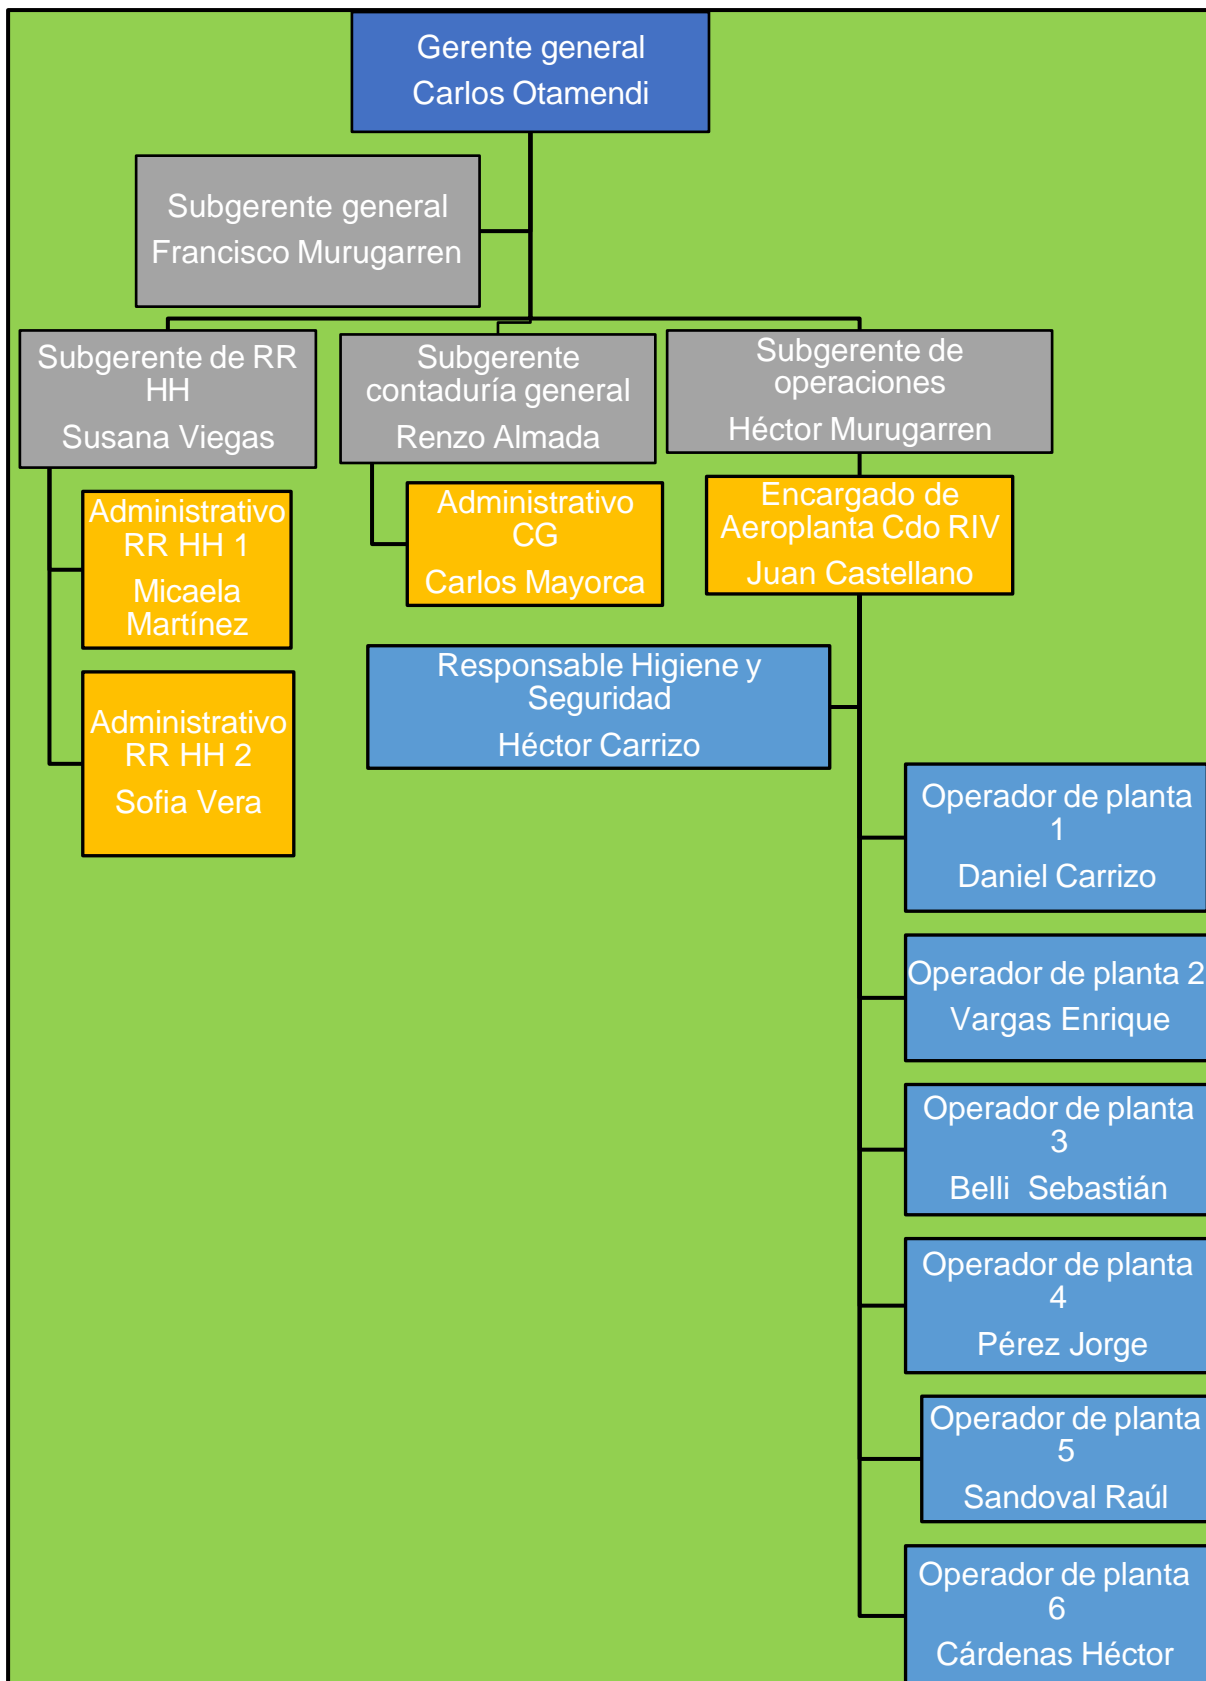 Gerente general
Carlos Otamendi
Subgerente general
Francisco Murugarren
Subgerente de RR
HH
Susana Viegas
Subgerente
contaduría general
Renzo Almada
Subgerente de
operaciones
Héctor Murugarren
Administrativo
RR HH 1
Micaela
Martínez
Administrativo
RR HH 2
Sofia Vera
Administrativo
CG
Carlos Mayorca
Encargado de
Aeroplanta Cdo RIV
Juan Castellano
Responsable Higiene y
Seguridad
Héctor Carrizo
Operador de planta
1
Daniel Carrizo
Operador de planta 2
Vargas Enrique
Operador de planta
3
Belli  Sebastián
Operador de planta
4
Pérez Jorge
Operador de planta
5
Sandoval Raúl
Operador de planta
6
Cárdenas Héctor